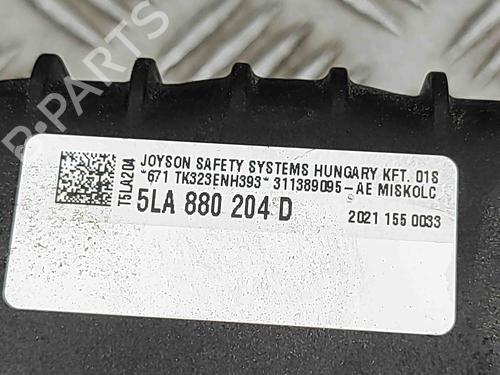 B-PARTS
JOYSON SAFETY SYSTEMS HUNGARY KFT. 01S
*671 TK323ENH393* 311389095-AE MISKOLC
T5LA204
5LA 880 204 D
2021 155 0033